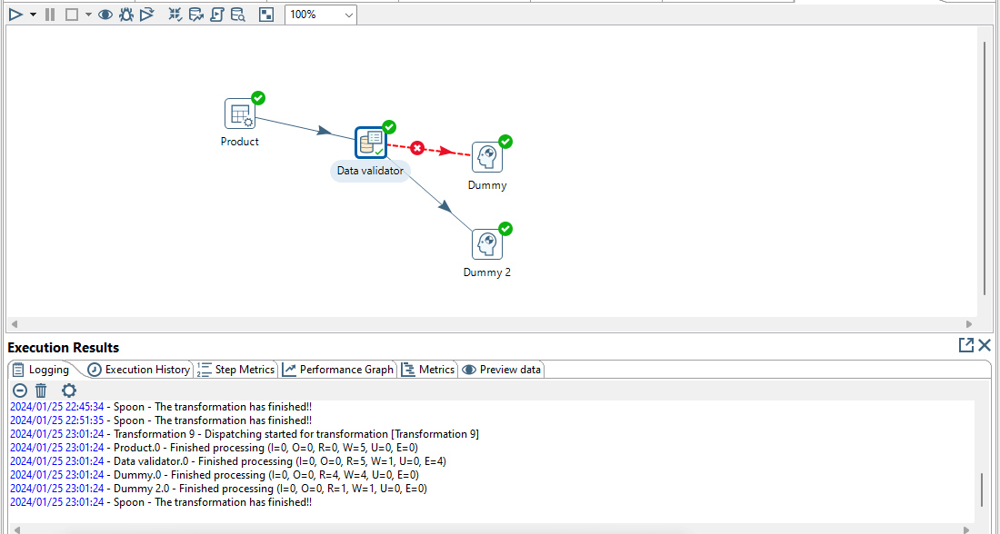 100%
Product
Data validator
Dummy
Dummy 2
Execution Results
Logging Execution History Step Metrics Performance Graph Metrics Preview data
2024/01/25 22:45:34 - Spoon - The transformation has finished!!
2024/01/25 22:51:35 - Spoon - The transformation has finished!!
2024/01/25 23:01:24 - Transformation 9 - Dispatching started for transformation [Transformation 9]
2024/01/25 23:01:24 - Product.0 - Finished processing (I=0, O=0, R=0, W=5, U=0, E=0)
2024/01/25 23:01:24 - Data validator.0 - Finished processing (I=0, O=0, R=5, W=1, U=0, E=4)
2024/01/25 23:01:24 - Dummy.0 - Finished processing (I=0, O=0, R=4, W=4, U=0, E=0)
2024/01/25 23:01:24 - Dummy 2.0 - Finished processing (I=0, O=0, R=1, W=1, U=0, E=0)
2024/01/25 23:01:24 - Spoon - The transformation has finished!!